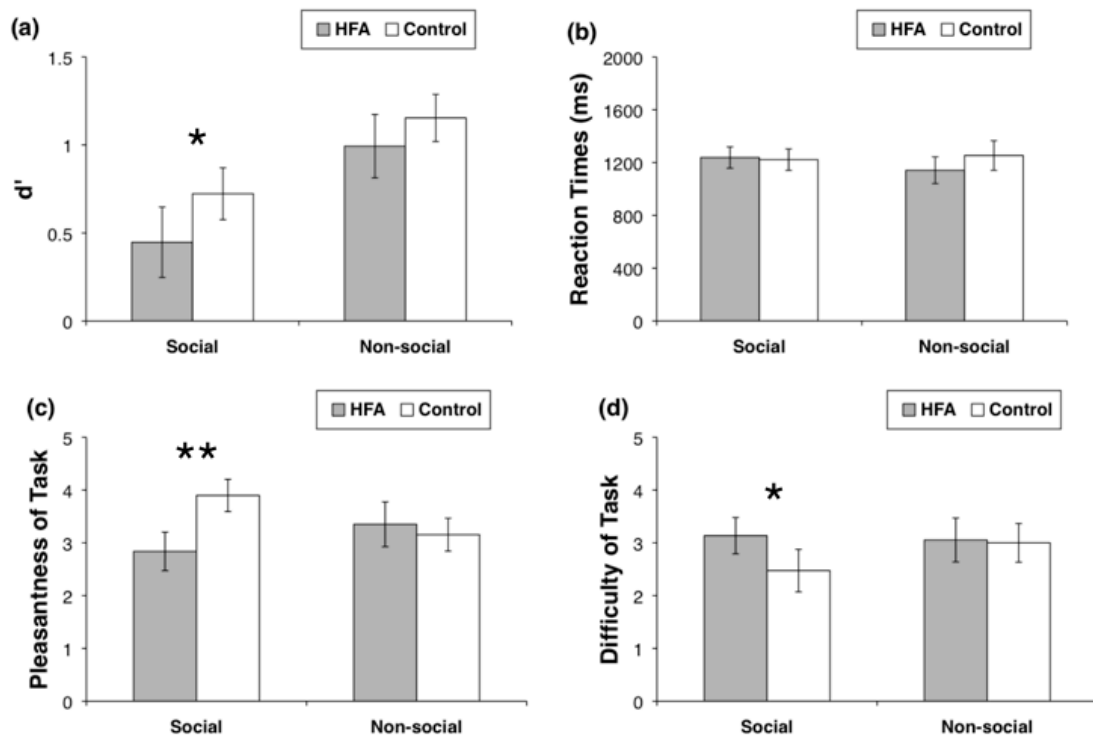 (a)
HFA Control
1.5
1
0.5
0
d'
*
Social Non-social
(b)
HFA Control
2000
1600
1200
800
400
0
Reaction Times (ms)
Social Non-social
(c)
HFA Control
5
4
3
2
1
0
Pleasantness of Task
**
Social Non-social
(d)
HFA Control
5
4
3
2
1
0
Difficulty of Task
*
Social Non-social